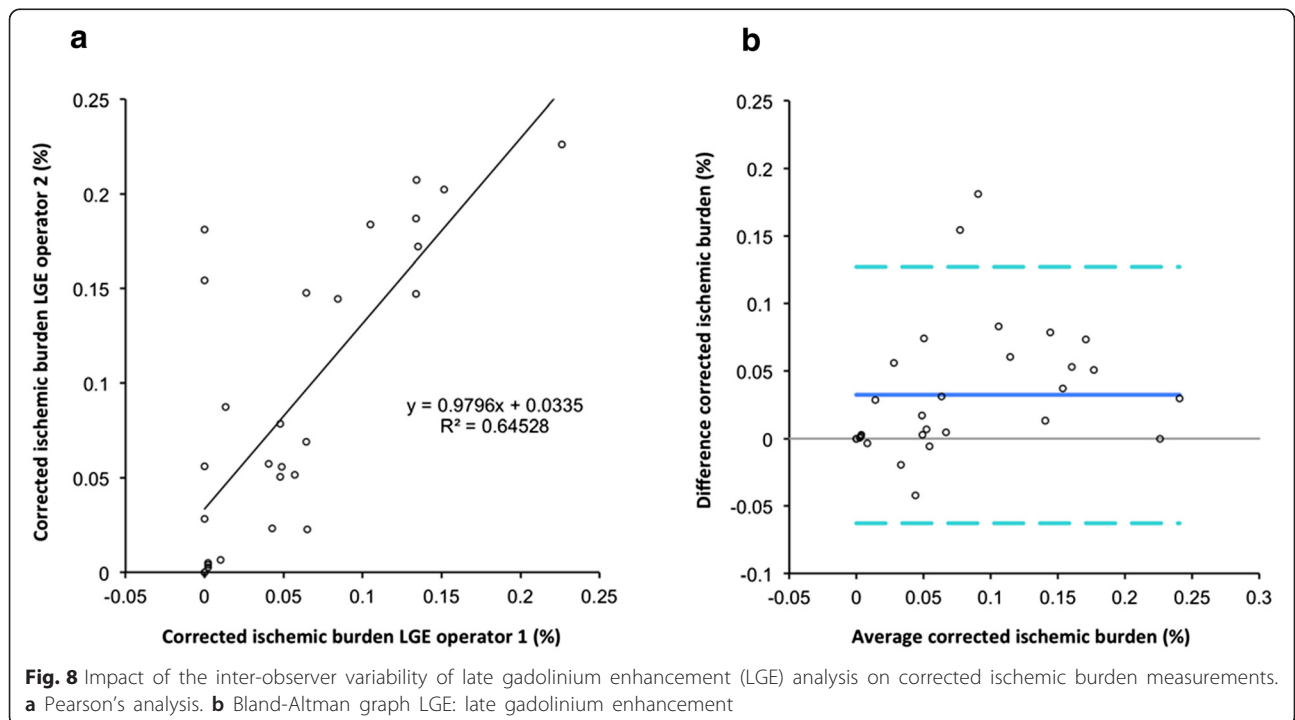 a
0.25
0.2
0.15
0.1
0.05
0
-0.05
0
0.05
0.1
0.15
0.2
0.25
Corrected ischemic burden LGE operator 2 (%)
y = 0.9796x + 0.0335
R² = 0.64528
Corrected ischemic burden LGE operator 1 (%)
b
0.25
0.2
0.15
0.1
0.05
0
-0.05
-0.1
-0.05
0
0.05
0.1
0.15
0.2
0.25
0.3
Difference corrected ischemic burden (%)
Average corrected ischemic burden (%)
Fig. 8 Impact of the inter-observer variability of late gadolinium enhancement (LGE) analysis on corrected ischemic burden measurements.
a Pearson's analysis. b Bland-Altman graph LGE: late gadolinium enhancement